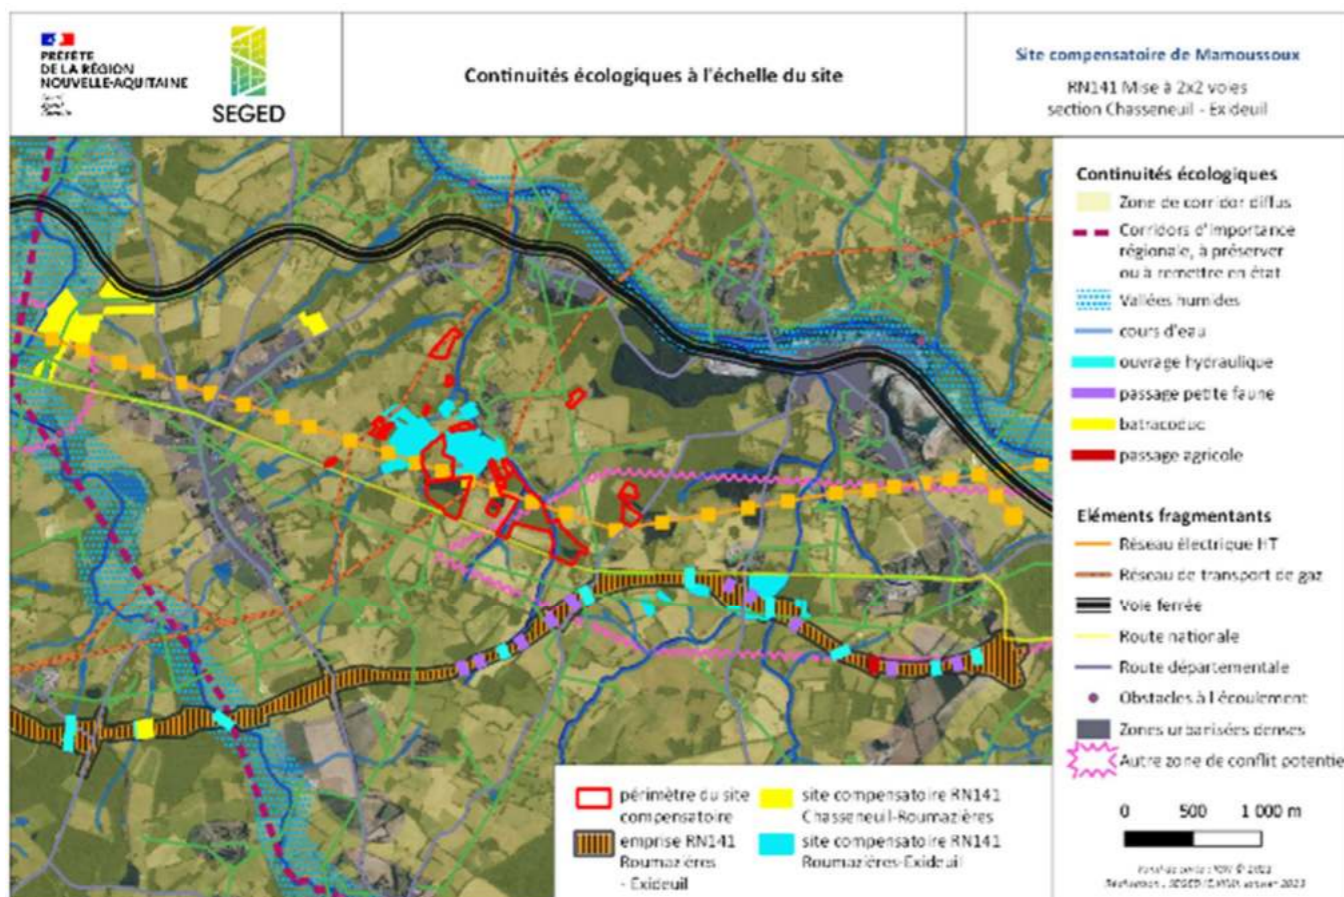 PRÉFÈTE
DE LA RÉGION
NOUVELLE-AQUITAINE
SEGED
Continuités écologiques à l'échelle du site
Site compensatoire de Mamoussoux
RN141 Mise à 2x2 voies
section Chasseneuil - Exideuil
Continuités écologiques
Zone de corridor diffus
Corridors d'importance
régionale, à préserver
ou à remettre en état
Vallées humides
cours d'eau
ouvrage hydraulique
passage petite faune
batracoduc
passage agricole
Eléments fragmentants
Réseau électrique HT
Réseau de transport de gaz
Voie ferrée
Route nationale
Route départementale
Obstacles à l'écoulement
Zones urbanisées denses
Autre zone de conflit potentie
0 500 1 000 m
périmètre du site
compensatoire
emprise RN141
Roumazières
- Exideuil
site compensatoire RN141
Chasseneuil-Roumazières
site compensatoire RN141
Roumazières-Exideuil